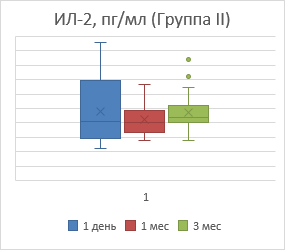 ИЛ-2, пг/мл (Группа II)
1
1 день 1 мес 3 мес